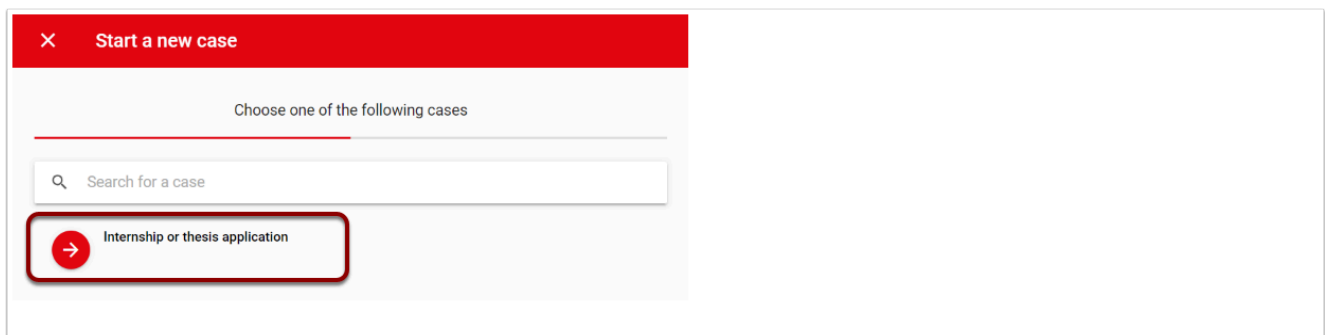 Start a new case
Choose one of the following cases
Search for a case
Internship or thesis application